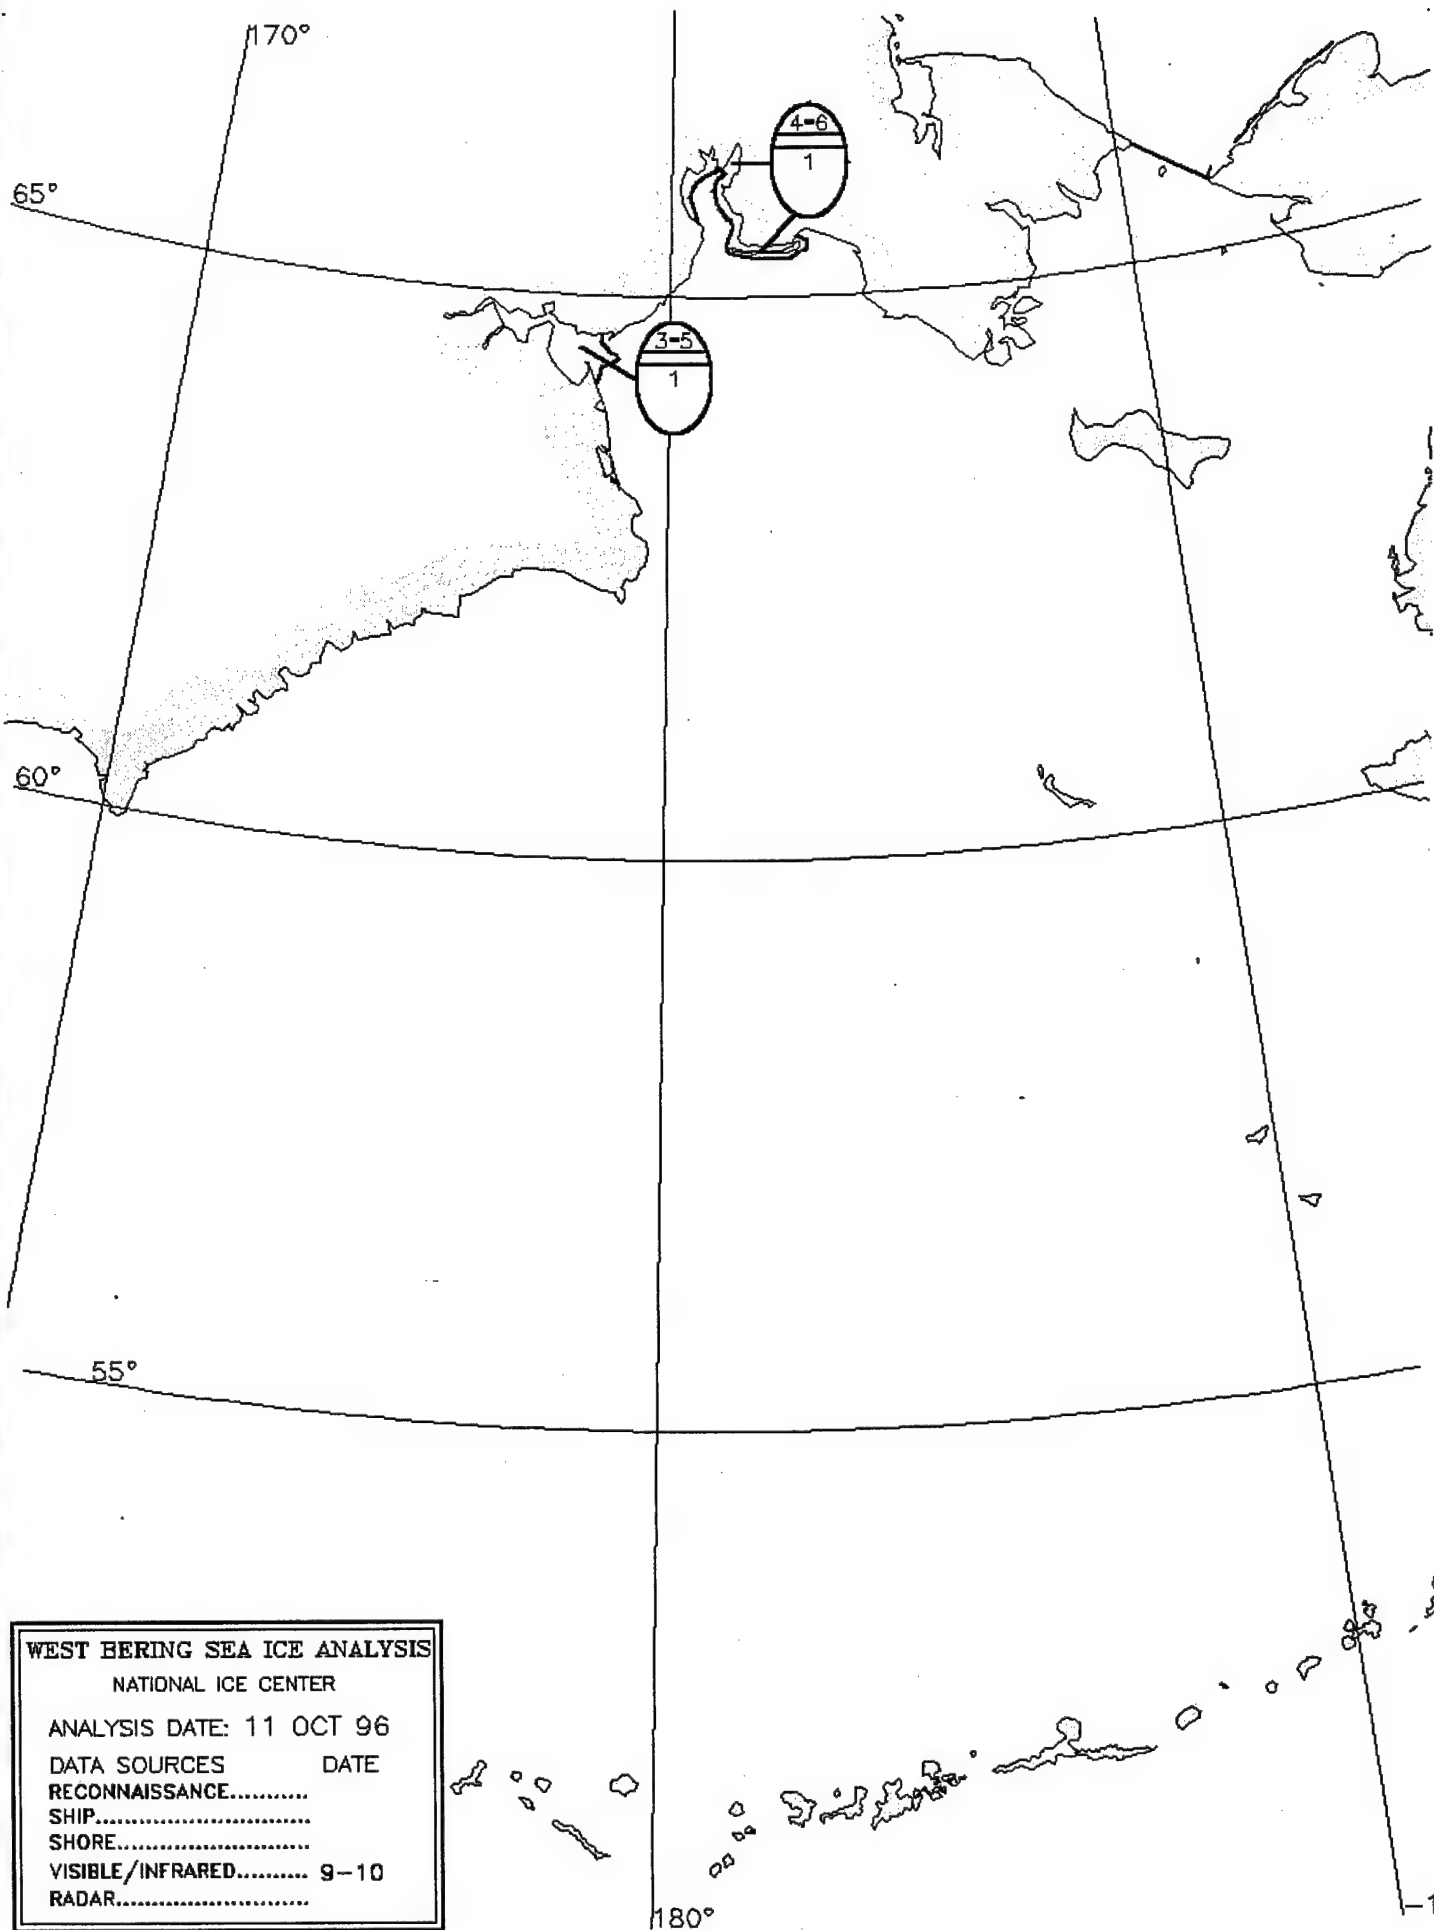 170°
65°
4-6
1
3-5
1
60°
55°
WEST BERING SEA ICE ANALYSIS
NATIONAL ICE CENTER
ANALYSIS DATE: 11 OCT 96
DATA SOURCES DATE
RECONNAISSANCE..........
SHIP............................
SHORE.........................
VISIBLE/INFRARED.......... 9-10
RADAR.........................
180°